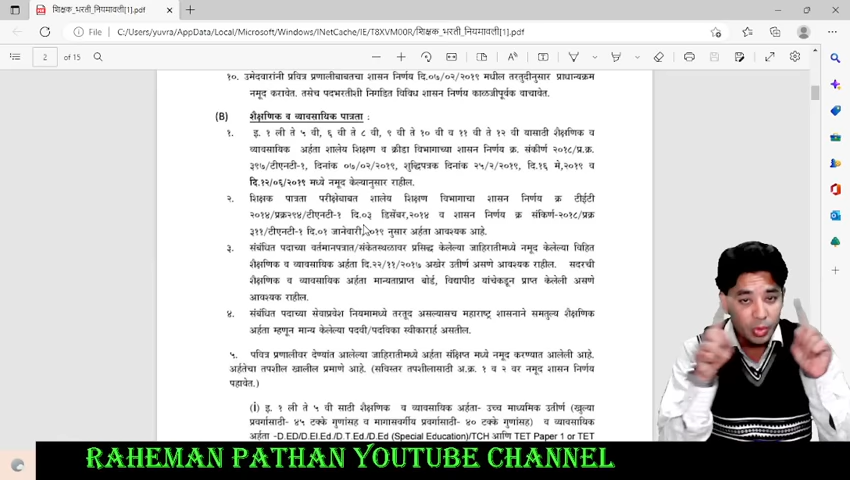 शिक्षक_भरती_नियमावली[1].pdf
File
C:/Users/yuvra/AppData/Local/Microsoft/Windows/INetCache/IE/T8XVM00R/शिक्षक_भरती_नियमावली[1].pdf
2 of 15
१०. उमेदवारांनी पवित्र प्रणालीबाबतचा शासन निर्णय दि.०७/०२/२०१९ मधील तरतुदीनुसार प्राधान्यक्रम
नमूद करावेत. तसेच पदभरतीशी निगडीत विविध शासन निर्णय काळजीपूर्वक वाचावेत.
(B) शैक्षणिक व व्यावसायिक पात्रता :
१. इ. १ ली ते ५ वी, ६ वी ते ८ वी, ९ वी ते १० वी व ११ वी ते १२ वी यासाठी शैक्षणिक व
व्यावसायिक अर्हता शालेय शिक्षण व क्रीडा विभागाच्या शासन निर्णय क्र. संकीर्ण २०१८/प्र.क्र.
३९७/टीएनटी-१, दिनांक ०७/०२/२०१९, शुद्धिपत्रक दिनांक २५/२/२०१९, दि.१६ मे,२०१९ व
दि.१२/०६/२०१९ मध्ये नमूद केल्यानुसार राहील.
२. शिक्षक पात्रता परीक्षेबाबत शालेय शिक्षण विभागाचा शासन निर्णय क्र टीईटी
२०१४/प्रक्र२९४/टीएनटी-१ दि.०३ डिसेंबर,२०१४ व शासन निर्णय क्र संकिर्ण-२०१८/प्रक्र
३११/टीएनटी-१ दि.०१ जानेवारी,२०१९ नुसार अर्हता आवश्यक आहे.
३. संबंधित पदाच्या वर्तमानपत्रात/संकेतस्थळावर प्रसिद्ध केलेल्या जाहिरातीमध्ये नमूद केलेल्या विहित
शैक्षणिक व व्यावसायिक अर्हता दि.२२/११/२०१७ अखेर उतीर्ण असणे आवश्यक राहील. सदरची
शैक्षणिक व व्यावसायिक अर्हता मान्यताप्राप्त बोर्ड, विद्यापीठ यांचेकडून प्राप्त केलेली असणे
आवश्यक राहील.
४. संबंधित पदाच्या सेवाप्रवेश नियमामध्ये तरतूद असल्यासच महाराष्ट्र शासनाने समतुल्य शैक्षणिक
अर्हता म्हणून मान्य केलेल्या पदवी/पदविका स्वीकारार्ह असतील.
५. पवित्र प्रणालीवर देण्यांत आलेल्या जाहिरातीमध्ये अर्हता संक्षिप्त मध्ये नमूद करण्यात आलेली आहे.
अर्हतेचा तपशील खालील प्रमाणे आहे. (सविस्तर तपशीलासाठी अ.क्र. १ व २ वर नमूद शासन निर्णय
पहावेत.)
(i) इ. १ ली ते ५ वी साठी शैक्षणिक व व्यावसायिक अर्हता- उच्च माध्यमिक उतीर्ण (खुल्या
प्रवर्गासाठी- ४५ टक्के गुणांसह व मागासवर्गीय प्रवर्गासाठी- ४० टक्के गुणांसह) व व्यावसायिक
अर्हता -D ED/D.El.Ed./D.T Ed./D.Ed (Special Education)/TCH आणि TET Paper 1 or TET
RAHEMAN PATHAN YOUTUBE CHANNEL